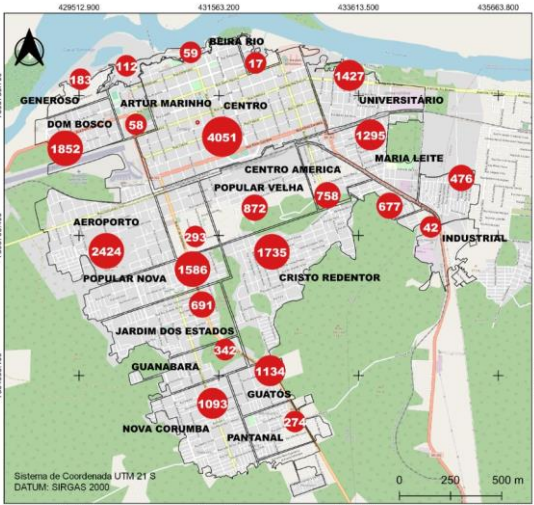 429512.900 431563.200 433613.500 435663.800
BEIRA RIO
59
17
112
183
1427
GENEROSO
ARTUR MARINHO
CENTRO
UNIVERSITÁRIO
DOM BOSCO
58
4051
1295
1852
MARIA LEITE
CENTRO AMERICA
476
POPULAR VELHA
758
872
677
AEROPORTO
293
42
INDUSTRIAL
2424
1586
1735
POPULAR NOVA
CRISTO REDENTOR
691
JARDIM DOS ESTADOS
342
GUANABARA
1134
GUATÓS
1093
274
NOVA CORUMBA
PANTANAL
Sistema de Coordenada UTM 21 S
DATUM: SIRGAS 2000
0 250 500 m